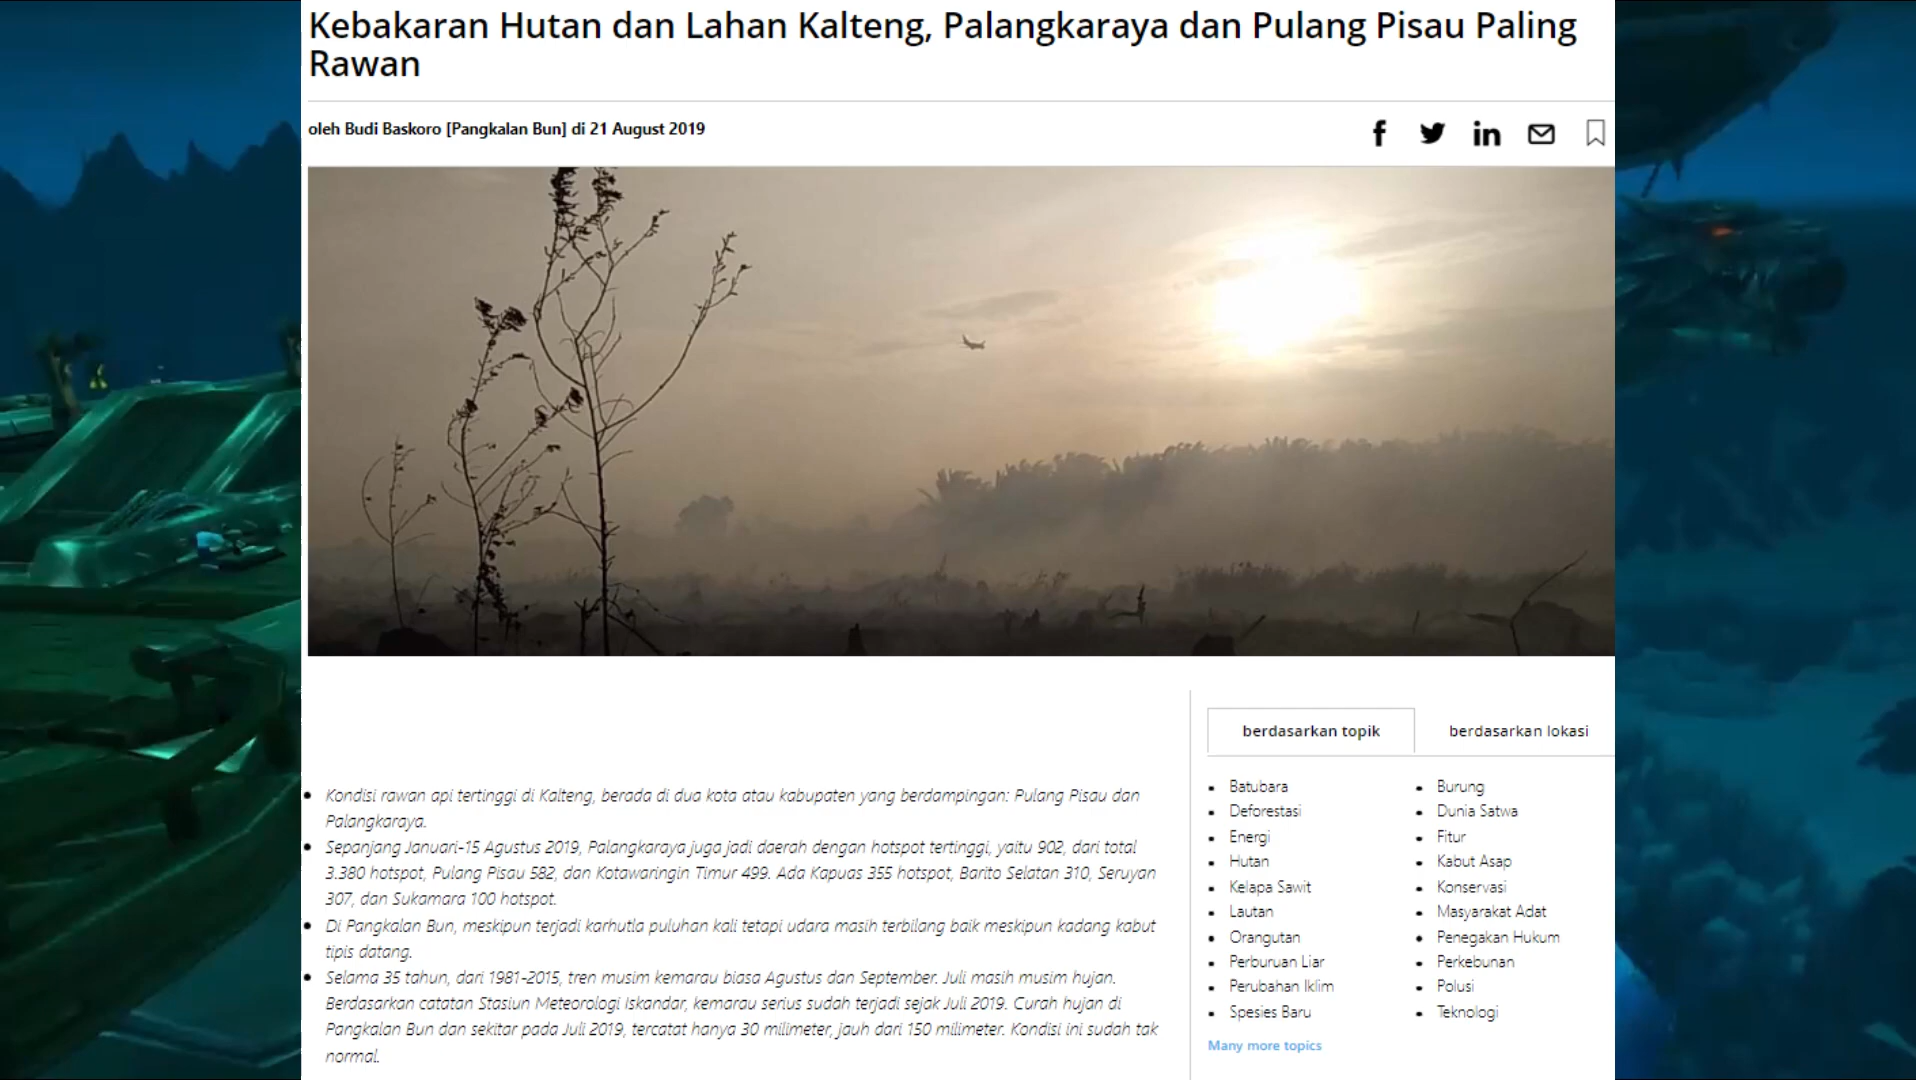 Kebakaran Hutan dan Lahan Kalteng, Palangkaraya dan Pulang Pisau Paling
Rawan
oleh Budi Baskoro [Pangkalan Bun] di 21 August 2019
Kondisi rawan api tertinggi di Kalteng, berada di dua kota atau kabupaten yang berdampingan: Pulang Pisau dan
Palangkaraya.
Sepanjang Januari-15 Agustus 2019, Palangkaraya juga jadi daerah dengan hotspot tertinggi, yaitu 902, dari total
3.380 hotspot, Pulang Pisau 582, dan Kotawaringin Timur 499. Ada Kapuas 355 hotspot, Barito Selatan 310, Seruyan
307, dan Sukamara 100 hotspot.
Di Pangkalan Bun, meskipun terjadi karhutla puluhan kali tetapi udara masih terbilang baik meskipun kadang kabut
tipis datang.
Selama 35 tahun, dari 1981-2015, tren musim kemarau biasa Agustus dan September. Juli masih musim hujan.
Berdasarkan catatan Stasiun Meteorologi Iskandar, kemarau serius sudah terjadi sejak Juli 2019. Curah hujan di
Pangkalan Bun dan sekitar pada Juli 2019, tercatat hanya 30 milimeter, jauh dari 150 milimeter. Kondisi ini sudah tak
normal.
berdasarkan topik
berdasarkan lokasi
Batubara
Deforestasi
Energi
Hutan
Kelapa Sawit
Lautan
Orangutan
Perburuan Liar
Perubahan Iklim
Spesies Baru
Burung
Dunia Satwa
Fitur
Kabut Asap
Konservasi
Masyarakat Adat
Penegakan Hukum
Perkebunan
Polusi
Teknologi
Many more topics